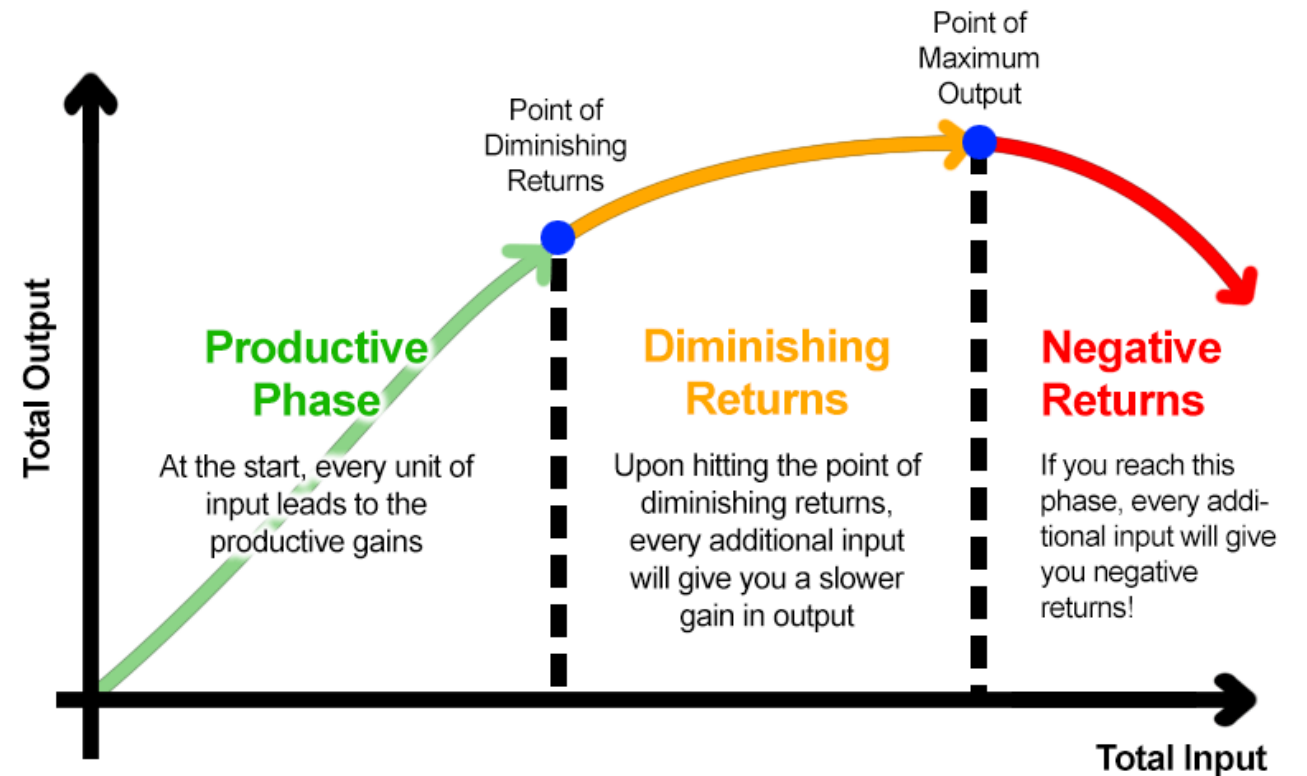 Point of
Maximum
Output
Point of
Diminishing
Returns
Total Output
Productive
Phase
At the start, every unit of
input leads to the
productive gains
Diminishing
Returns
Upon hitting the point of
diminishing returns,
every additional input
will give you a slower
gain in output
Negative
Returns
If you reach this
phase, every addi-
tional input will give
you negative
returns!
Total Input